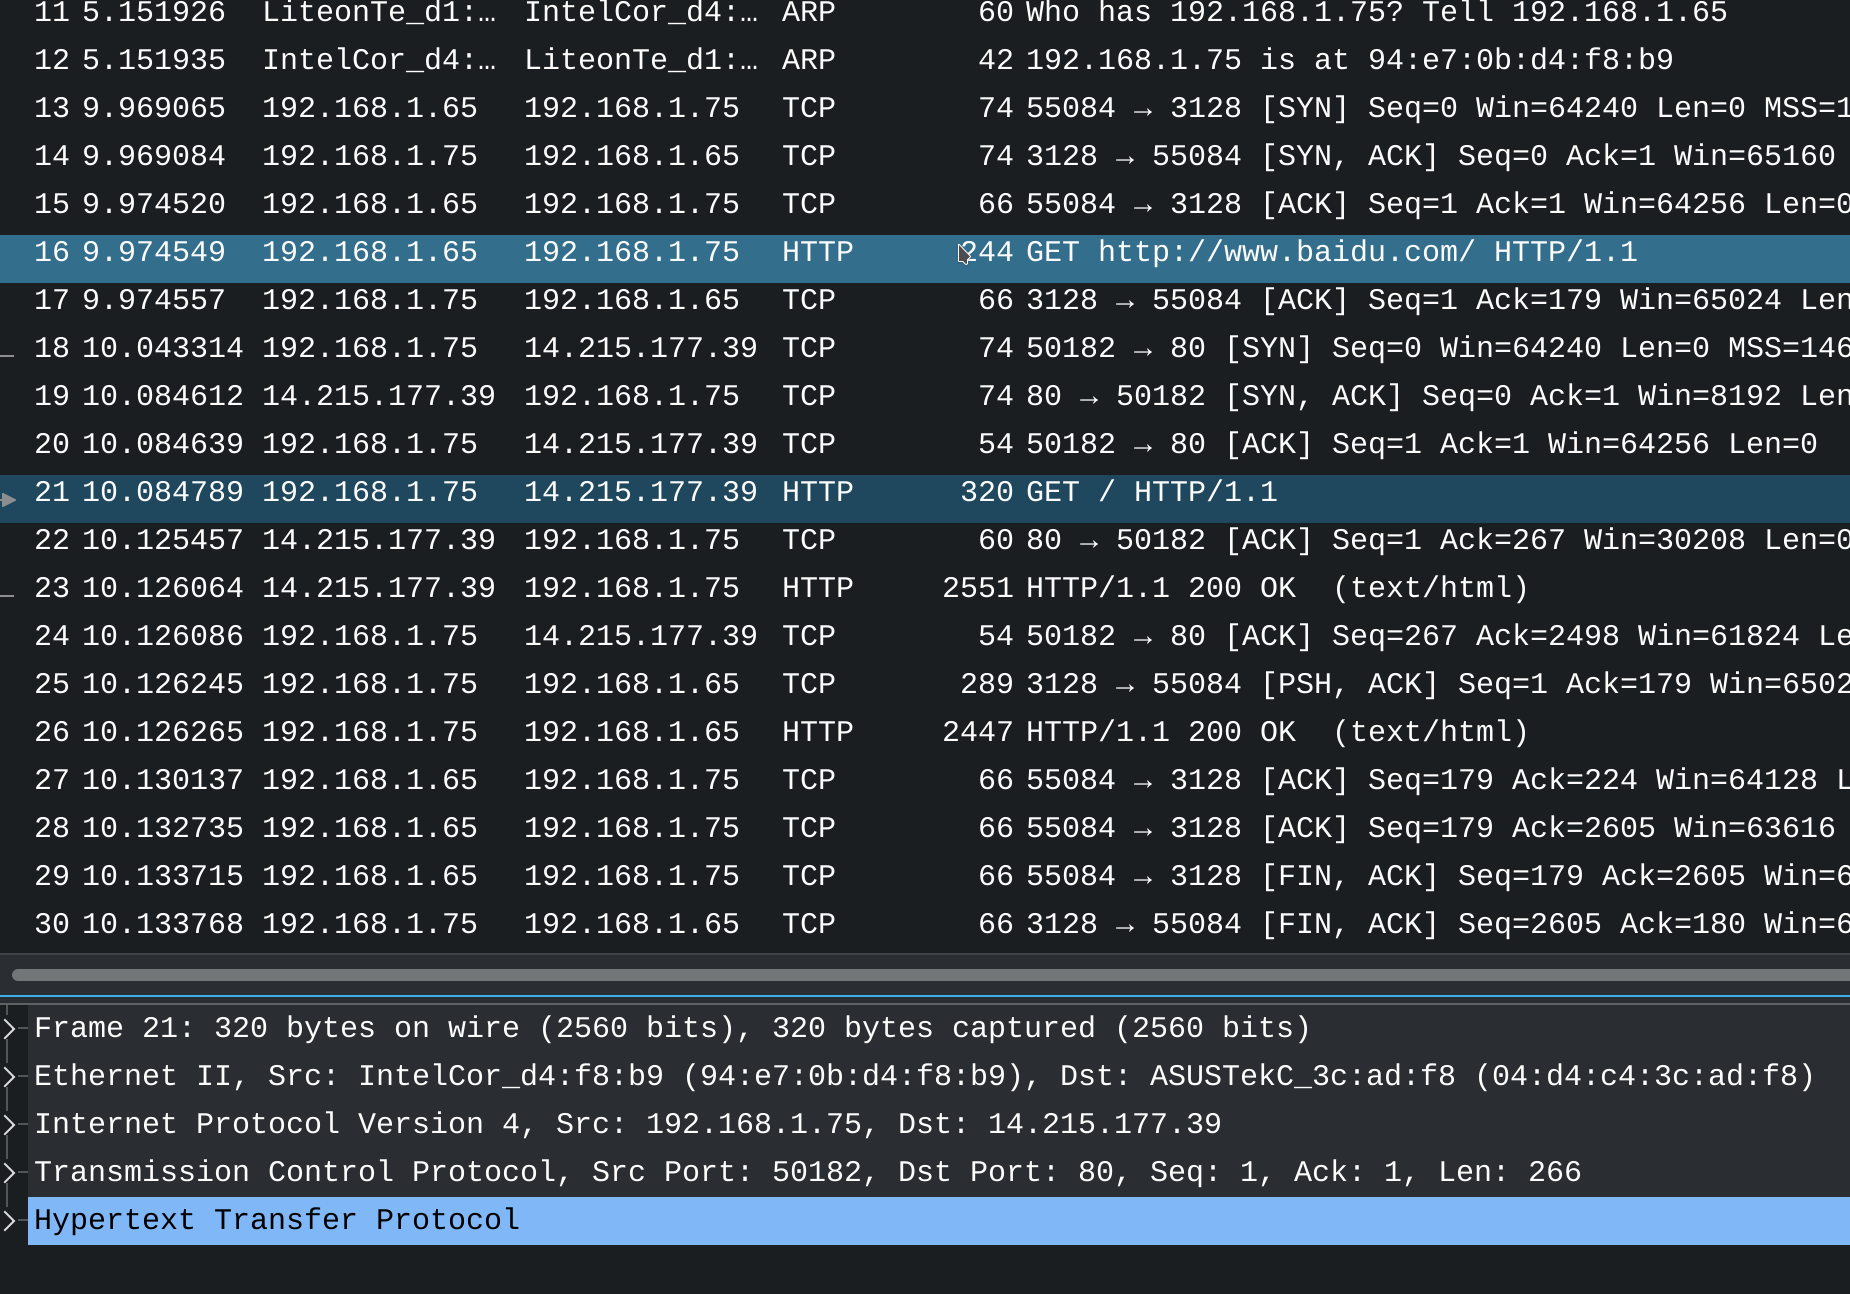 11 5.151926 LiteonTe_d1:… IntelCor_d4:… ARP 60 Who has 192.168.1.75? Tell 192.168.1.65
12 5.151935 IntelCor_d4:… LiteonTe_d1:… ARP 42 192.168.1.75 is at 94:e7:0b:d4:f8:b9
13 9.969065 192.168.1.65 192.168.1.75 TCP 74 55084 → 3128 [SYN] Seq=0 Win=64240 Len=0 MSS=1
14 9.969084 192.168.1.75 192.168.1.65 TCP 74 3128 → 55084 [SYN, ACK] Seq=0 Ack=1 Win=65160
15 9.974520 192.168.1.65 192.168.1.75 TCP 66 55084 → 3128 [ACK] Seq=1 Ack=1 Win=64256 Len=0
16 9.974549 192.168.1.65 192.168.1.75 HTTP 244 GET http://www.baidu.com/ HTTP/1.1
17 9.974557 192.168.1.75 192.168.1.65 TCP 66 3128 → 55084 [ACK] Seq=1 Ack=179 Win=65024 Len
18 10.043314 192.168.1.75 14.215.177.39 TCP 74 50182 → 80 [SYN] Seq=0 Win=64240 Len=0 MSS=146
19 10.084612 14.215.177.39 192.168.1.75 TCP 74 80 → 50182 [SYN, ACK] Seq=0 Ack=1 Win=8192 Len
20 10.084639 192.168.1.75 14.215.177.39 TCP 54 50182 → 80 [ACK] Seq=1 Ack=1 Win=64256 Len=0
21 10.084789 192.168.1.75 14.215.177.39 HTTP 320 GET / HTTP/1.1
22 10.125457 14.215.177.39 192.168.1.75 TCP 60 80 → 50182 [ACK] Seq=1 Ack=267 Win=30208 Len=0
23 10.126064 14.215.177.39 192.168.1.75 HTTP 2551 HTTP/1.1 200 OK (text/html)
24 10.126086 192.168.1.75 14.215.177.39 TCP 54 50182 → 80 [ACK] Seq=267 Ack=2498 Win=61824 Le
25 10.126245 192.168.1.75 192.168.1.65 TCP 289 3128 → 55084 [PSH, ACK] Seq=1 Ack=179 Win=6502
26 10.126265 192.168.1.75 192.168.1.65 HTTP 2447 HTTP/1.1 200 OK (text/html)
27 10.130137 192.168.1.65 192.168.1.75 TCP 66 55084 → 3128 [ACK] Seq=179 Ack=224 Win=64128 L
28 10.132735 192.168.1.65 192.168.1.75 TCP 66 55084 → 3128 [ACK] Seq=179 Ack=2605 Win=63616
29 10.133715 192.168.1.65 192.168.1.75 TCP 66 55084 → 3128 [FIN, ACK] Seq=179 Ack=2605 Win=6
30 10.133768 192.168.1.75 192.168.1.65 TCP 66 3128 → 55084 [FIN, ACK] Seq=2605 Ack=180 Win=6
Frame 21: 320 bytes on wire (2560 bits), 320 bytes captured (2560 bits)
Ethernet II, Src: IntelCor_d4:f8:b9 (94:e7:0b:d4:f8:b9), Dst: ASUSTekC_3c:ad:f8 (04:d4:c4:3c:ad:f8)
Internet Protocol Version 4, Src: 192.168.1.75, Dst: 14.215.177.39
Transmission Control Protocol, Src Port: 50182, Dst Port: 80, Seq: 1, Ack: 1, Len: 266
Hypertext Transfer Protocol